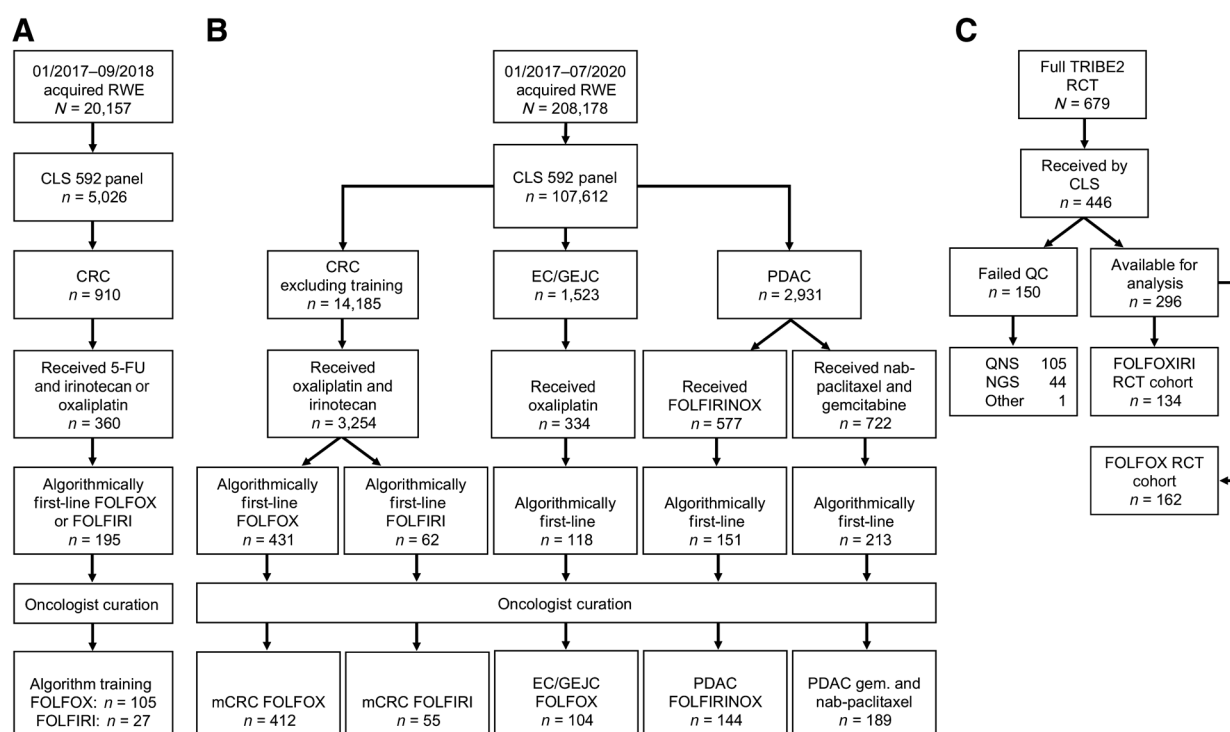 A
01/2017–09/2018
acquired RWE
N = 20,157
CLS 592 panel
n = 5,026
CRC
n = 910
Received 5-FU
and irinotecan or
oxaliplatin
n = 360
Algorithmically
first-line FOLFOX
or FOLFIRI
n = 195
Oncologist curation
Algorithm training
FOLFOX: n = 105
FOLFIRI: n = 27
B
01/2017–07/2020
acquired RWE
N = 208,178
CLS 592 panel
n = 107,612
CRC
excluding training
n = 14,185
EC/GEJC
n = 1,523
PDAC
n = 2,931
Received
oxaliplatin and
irinotecan
n = 3,254
Received
oxaliplatin
n = 334
Received
FOLFIRINOX
n = 577
Received nab-
paclitaxel and
gemcitabine
n = 722
Algorithmically
first-line
FOLFOX
n = 431
Algorithmically
first-line
FOLFIRI
n = 62
Algorithmically
first-line
n = 118
Algorithmically
first-line
n = 151
Algorithmically
first-line
n = 213
Oncologist curation
mCRC FOLFOX
n = 412
mCRC FOLFIRI
n = 55
EC/GEJC
FOLFOX
n = 104
PDAC
FOLFIRINOX
n = 144
PDAC gem. and
nab-paclitaxel
n = 189
C
Full TRIBE2
RCT
N = 679
Received by
CLS
n = 446
Failed QC
n = 150
Available for
analysis
n = 296
QNS 105
NGS 44
Other 1
FOLFOXIRI
RCT cohort
n = 134
FOLFOX RCT
cohort
n = 162